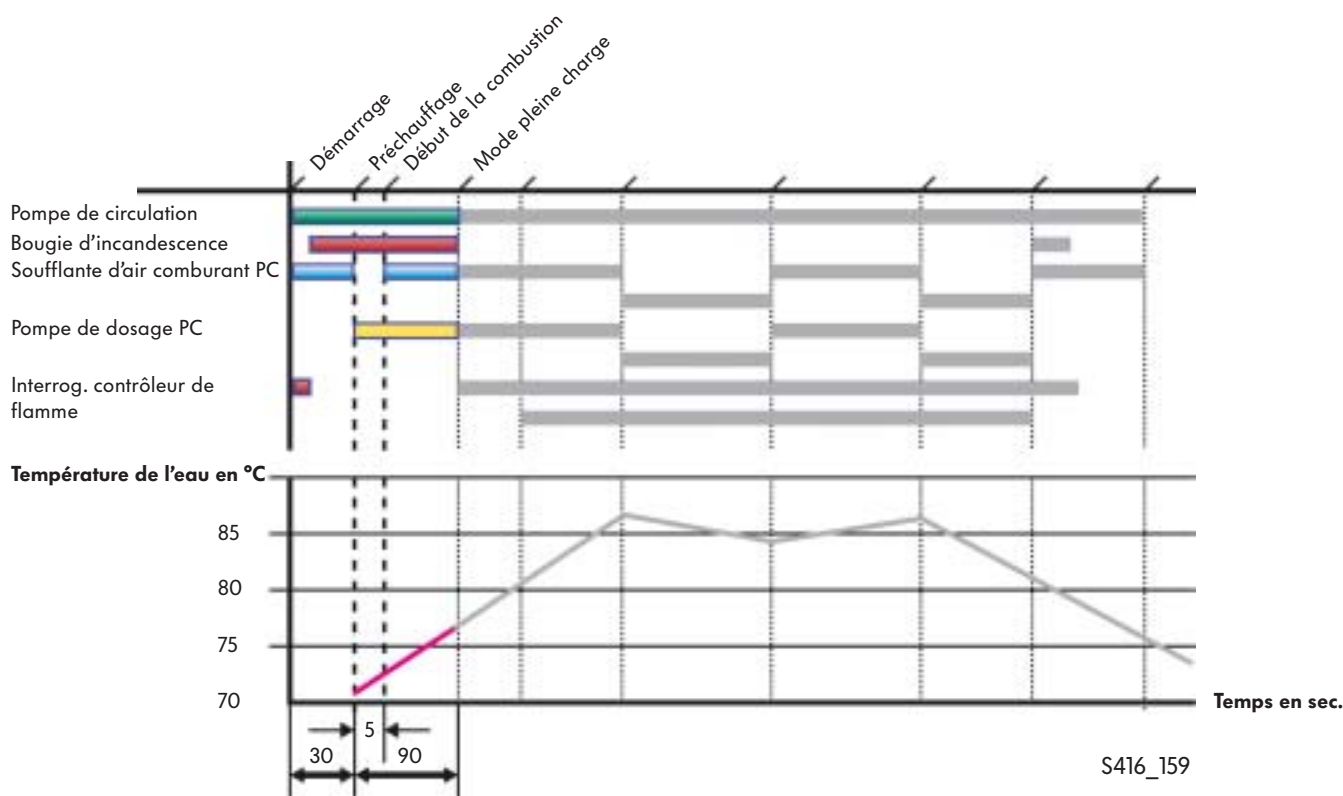 Démarrage
Préchauffage
Début de la combustion
Mode pleine charge
Pompe de circulation
Bougie d'incandescence
Soufflante d'air comburant PC
Pompe de dosage PC
Interrog. contrôleur de
flamme
Température de l'eau en °C
85
80
75
70
Temps en sec.
5
30
90
S416_159